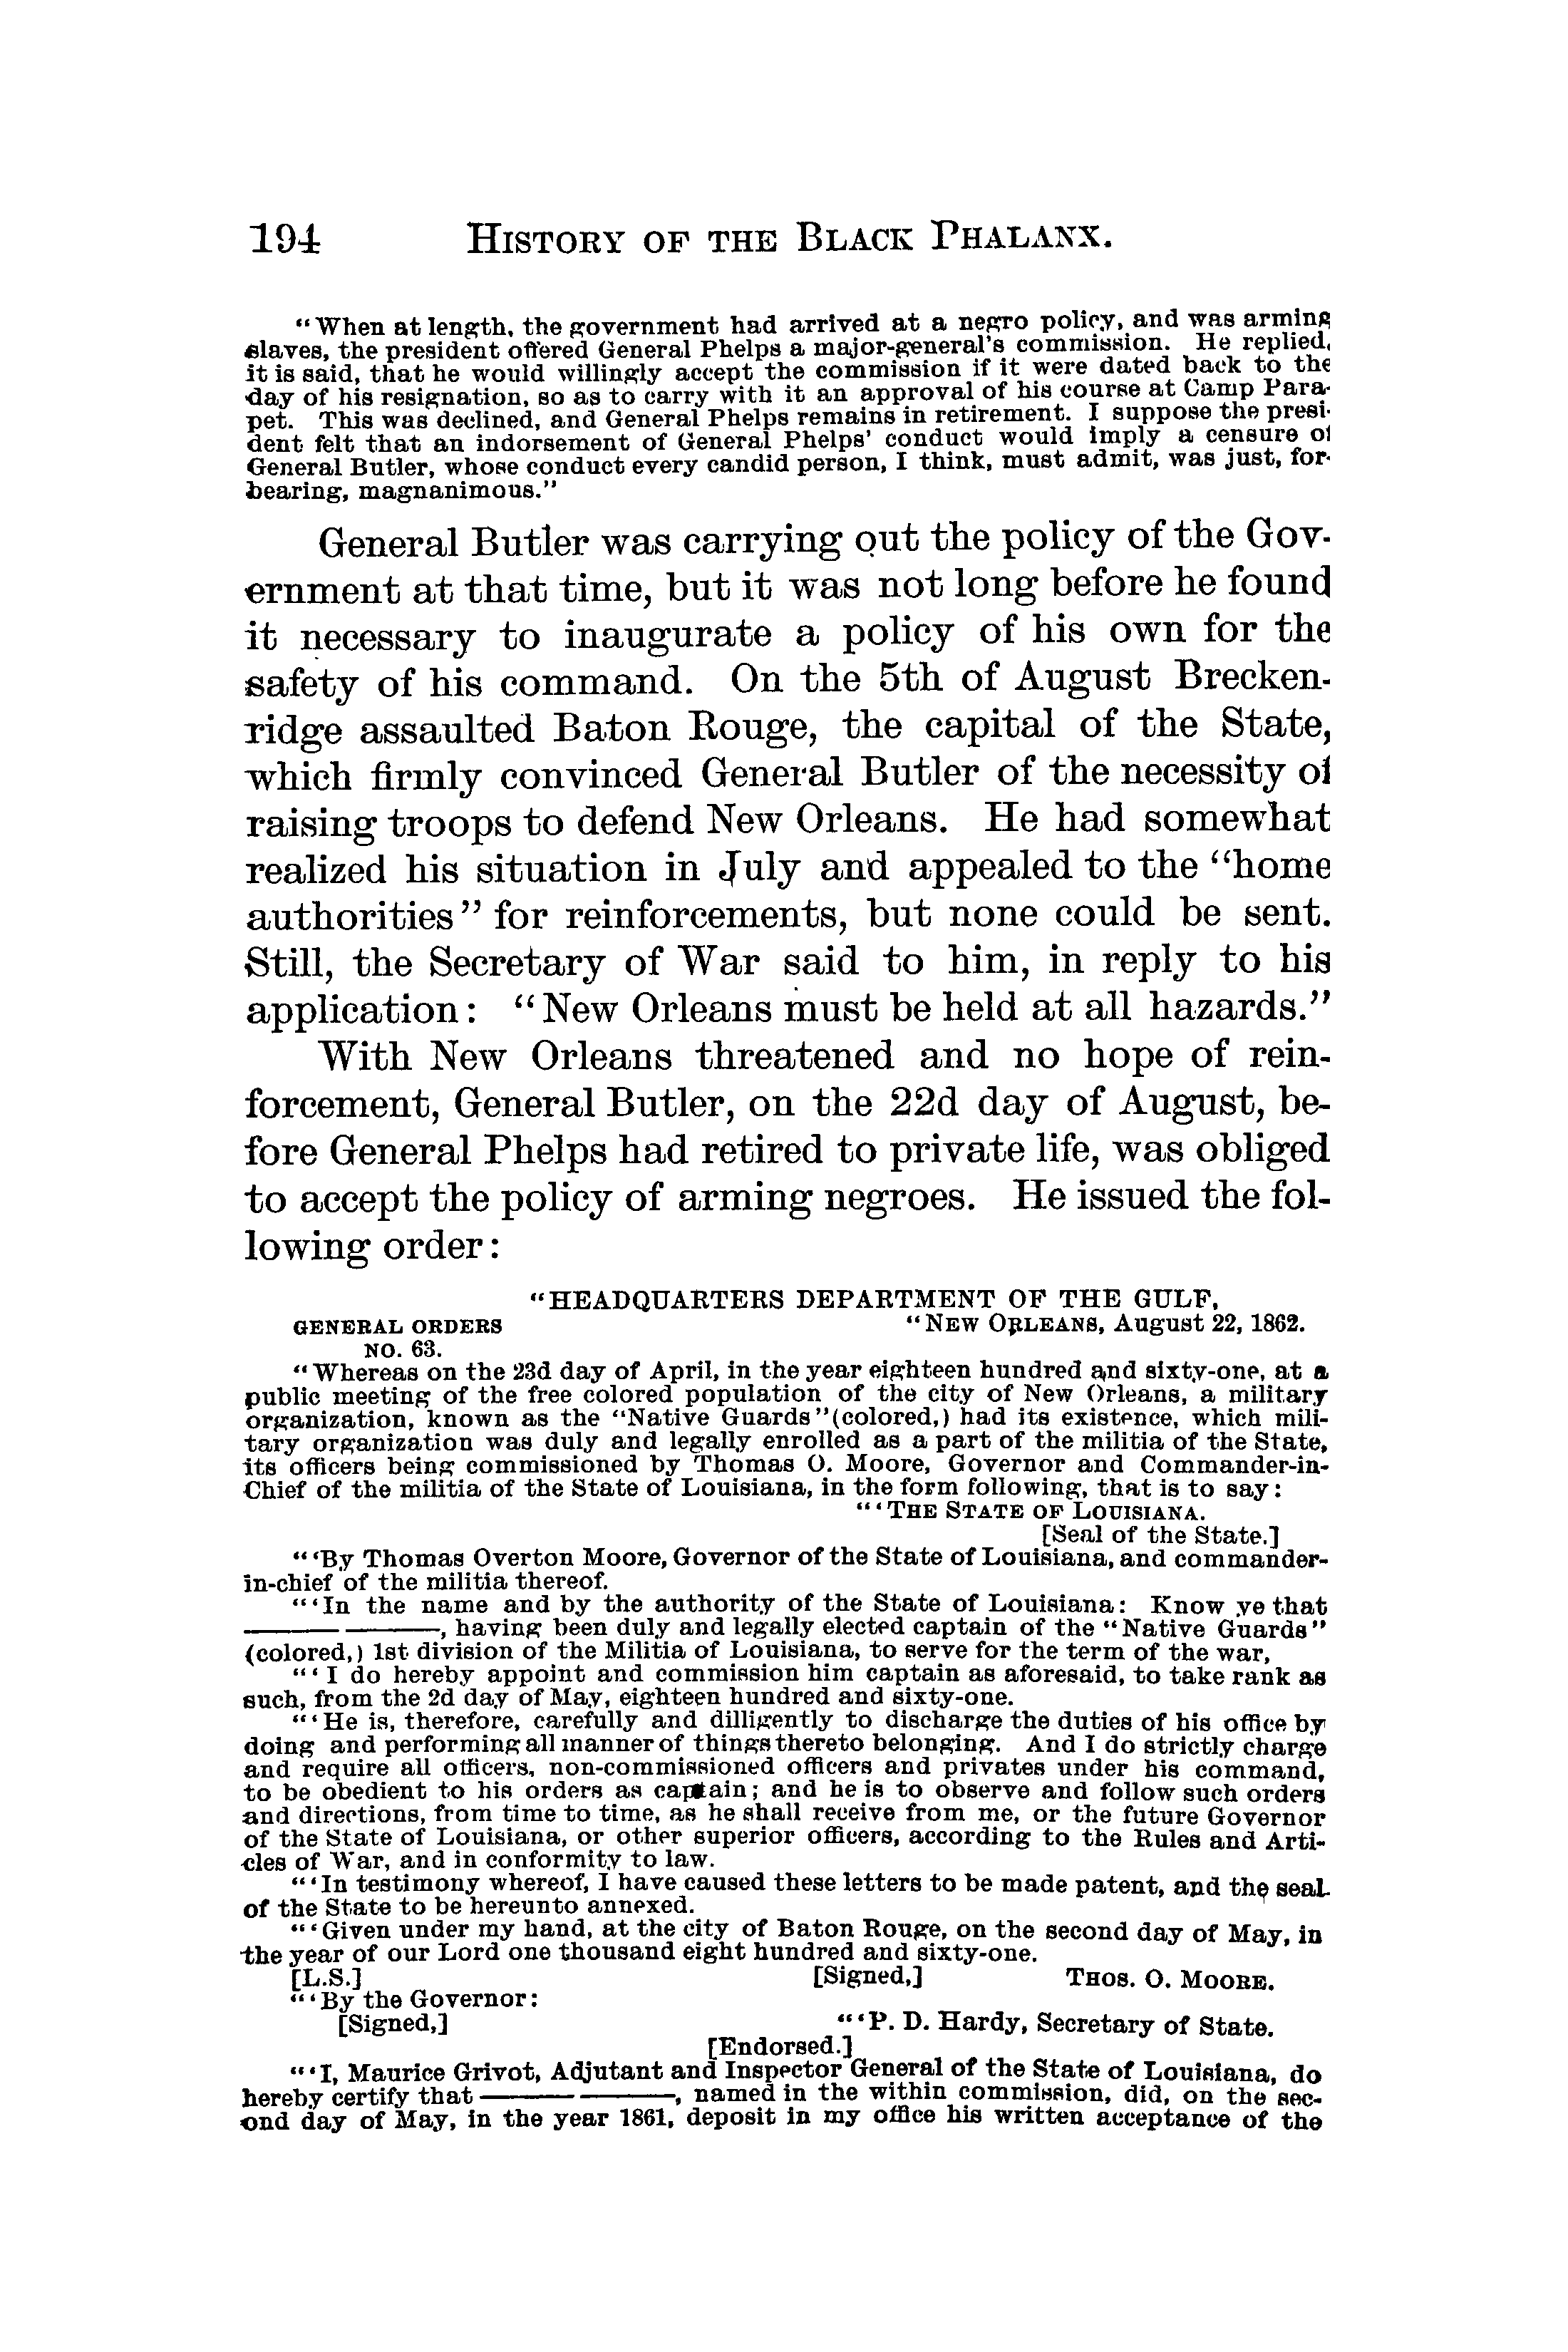 194 HISTORY OF THE BLACK PHALANX.
"When at length, the government had arrived at a negro policy, and was arming
slaves, the president offered General Phelps a major-general's commission. He replied,
it is said, that he would willingly accept the commission if it were dated back to the
day of his resignation, so as to carry with it an approval of his course at Camp Para-
pet. This was declined, and General Phelps remains in retirement. I suppose the presi-
dent felt that an indorsement of General Phelps' conduct would imply a censure of
General Butler, whose conduct every candid person, I think, must admit, was just, for-
bearing, magnanimous."
General Butler was carrying out the policy of the Gov-
ernment at that time, but it was not long before he found
it necessary to inaugurate a policy of his own for the
safety of his command. On the 5th of August Brecken-
ridge assaulted Baton Rouge, the capital of the State,
which firmly convinced General Butler of the necessity of
raising troops to defend New Orleans. He had somewhat
realized his situation in July and appealed to the "home
authorities" for reinforcements, but none could be sent.
Still, the Secretary of War said to him, in reply to his
application: "New Orleans must be held at all hazards."
With New Orleans threatened and no hope of rein-
forcement, General Butler, on the 22d day of August, be-
fore General Phelps had retired to private life, was obliged
to accept the policy of arming negroes. He issued the fol-
lowing order:
"HEADQUARTERS DEPARTMENT OF THE GULF,
GENERAL ORDERS "NEW ORLEANS, August 22, 1862.
NO. 63.
"Whereas on the 23d day of April, in the year eighteen hundred and sixty-one, at a
public meeting of the free colored population of the city of New Orleans, a military
organization, known as the "Native Guards"(colored,) had its existence, which mili-
tary organization was duly and legally enrolled as a part of the militia of the State,
its officers being commissioned by Thomas O. Moore, Governor and Commander-in-
Chief of the militia of the State of Louisiana, in the form following, that is to say:
"'THE STATE OF LOUISIANA.
[Seal of the State.]
"'By Thomas Overton Moore, Governor of the State of Louisiana, and commander-
in-chief of the militia thereof.
"'In the name and by the authority of the State of Louisiana: Know ye that
——— ———, having been duly and legally elected captain of the "Native Guards"
(colored,) 1st division of the Militia of Louisiana, to serve for the term of the war,
"'I do hereby appoint and commission him captain as aforesaid, to take rank as
such, from the 2d day of May, eighteen hundred and sixty-one.
"'He is, therefore, carefully and dilligently to discharge the duties of his office by
doing and performing all manner of things thereto belonging. And I do strictly charge
and require all officers, non-commissioned officers and privates under his command,
to be obedient to his orders as captain; and he is to observe and follow such orders
and directions, from time to time, as he shall receive from me, or the future Governor
of the State of Louisiana, or other superior officers, according to the Rules and Arti-
cles of War, and in conformity to law.
"'In testimony whereof, I have caused these letters to be made patent, and the seal
of the State to be hereunto annexed.
"'Given under my hand, at the city of Baton Rouge, on the second day of May, in
the year of our Lord one thousand eight hundred and sixty-one.
[L.S.] [Signed,] THOS. O. MOORE.
"'By the Governor:
[Signed,] "'P. D. Hardy, Secretary of State.
[Endorsed.]
"'I, Maurice Grivot, Adjutant and Inspector General of the State of Louisiana, do
hereby certify that ——— ———, named in the within commission, did, on the sec-
ond day of May, in the year 1861, deposit in my office his written acceptance of the